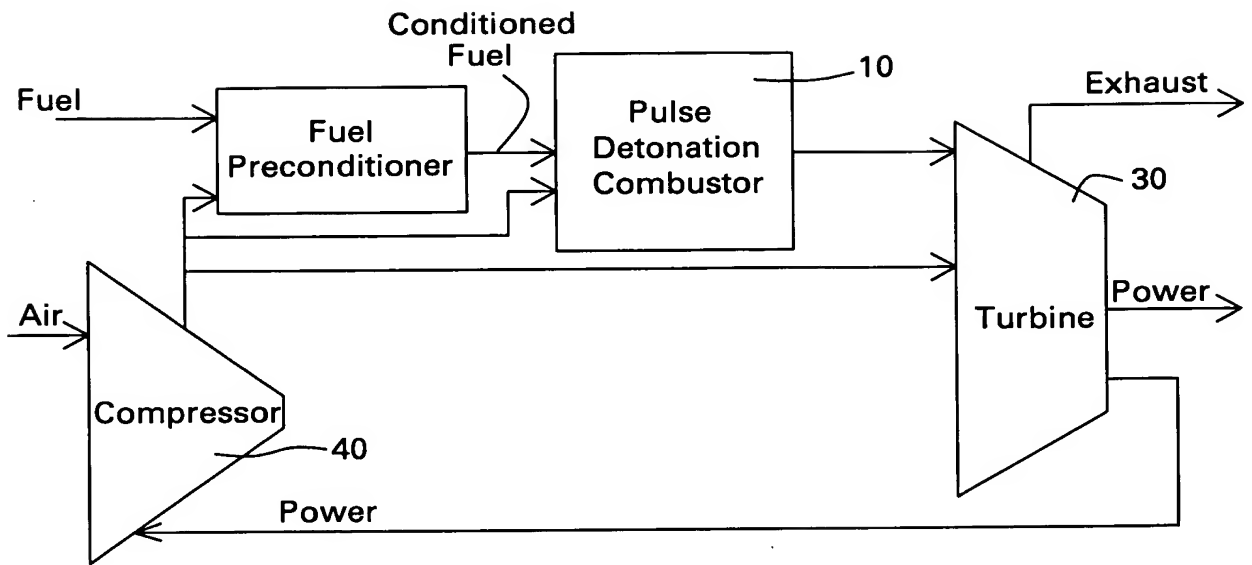 Conditioned
Fuel
10
Exhaust
Fuel
Fuel
Preconditioner
Pulse
Detonation
Combustor
30
Air
Power
Turbine
Compressor
40
Power